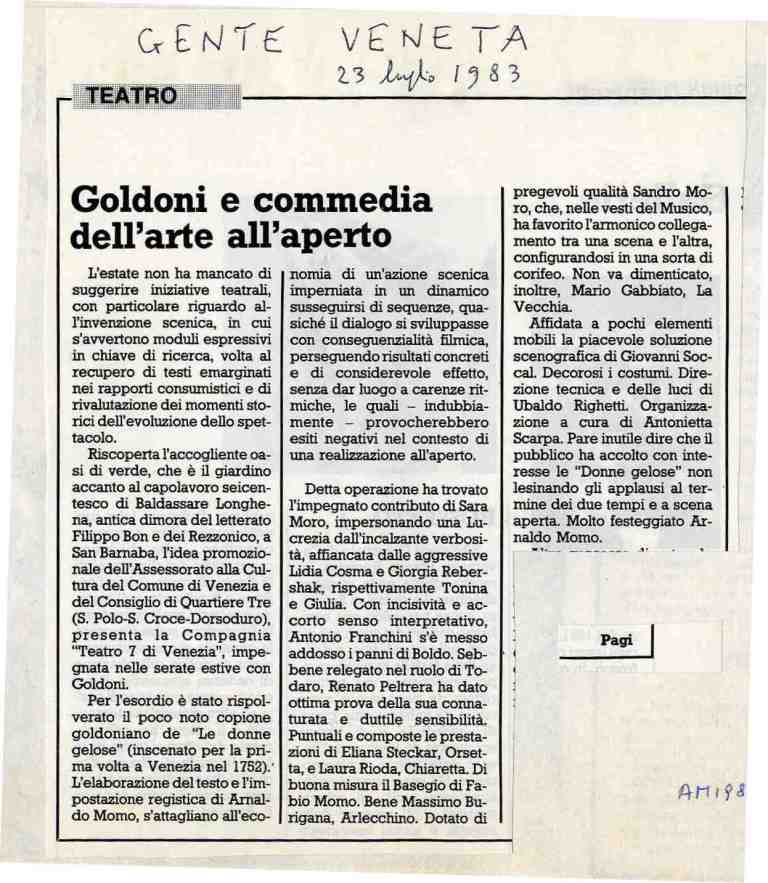 GENTE VENETA
23 luglio 1983
TEATRO
Goldoni e commedia
dell'arte all'aperto
L'estate non ha mancato di
suggerire iniziative teatrali,
con particolare riguardo al-
l'invenzione scenica, in cui
s'avvertono moduli espressivi
in chiave di ricerca, volta al
recupero di testi emarginati
nei rapporti consumistici e di
rivalutazione dei momenti sto-
rici dell'evoluzione dello spet-
tacolo.
Riscoperta l'accogliente oa-
si di verde, che è il giardino
accanto al capolavoro seicen-
tesco di Baldassare Longhe-
na, antica dimora del letterato
Filippo Bon e dei Rezzonico, a
San Barnaba, l'idea promozio-
nale dell'Assessorato alla Cul-
tura del Comune di Venezia e
del Consiglio di Quartiere Tre
(S. Polo-S. Croce-Dorsoduro),
presenta la Compagnia
"Teatro 7 di Venezia", impe-
gnata nelle serate estive con
Goldoni.
Per l'esordio è stato rispol-
verato il poco noto copione
goldoniano de "Le donne
gelose" (inscenato per la pri-
ma volta a Venezia nel 1752).
L'elaborazione del testo e l'im-
postazione registica di Arnal-
do Momo, s'attagliano all'eco-
nomia di un'azione scenica
imperniata in un dinamico
susseguirsi di sequenze, qua-
siché il dialogo si sviluppasse
con conseguenzialità filmica,
perseguendo risultati concreti
e di considerevole effetto,
senza dar luogo a carenze rit-
miche, le quali – indubbia-
mente – provocherebbero
esiti negativi nel contesto di
una realizzazione all'aperto.
Detta operazione ha trovato
l'impegnato contributo di Sara
Moro, impersonando una Lu-
crezia dall'incalzante verbosi-
tà, affiancata dalle aggressive
Lidia Cosma e Giorgia Reber-
shak, rispettivamente Tonina
e Giulia. Con incisività e ac-
corto senso interpretativo,
Antonio Franchini s'è messo
addosso i panni di Boldo. Seb-
bene relegato nel ruolo di To-
daro, Renato Peltrera ha dato
ottima prova della sua conna-
turata e duttile sensibilità.
Puntuali e composte le presta-
zioni di Eliana Steckar, Orset-
ta, e Laura Rioda, Chiaretta. Di
buona misura il Basegio di Fa-
bio Momo. Bene Massimo Bu-
rigana, Arlecchino. Dotato di
pregevoli qualità Sandro Mo-
ro, che, nelle vesti del Musico,
ha favorito l'armonico collega-
mento tra una scena e l'altra,
configurandosi in una sorta di
corifeo. Non va dimenticato,
inoltre, Mario Gabbiato, La
Vecchia.
Affidata a pochi elementi
mobili la piacevole soluzione
scenografica di Giovanni Soc-
cal. Decorosi i costumi. Dire-
zione tecnica e delle luci di
Ubaldo Righetti. Organizza-
zione a cura di Antonietta
Scarpa. Pare inutile dire che il
pubblico ha accolto con inte-
resse le "Donne gelose" non
lesinando gli applausi al ter-
mine dei due tempi e a scena
aperta. Molto festeggiato Ar-
naldo Momo.
Pagi
AM198